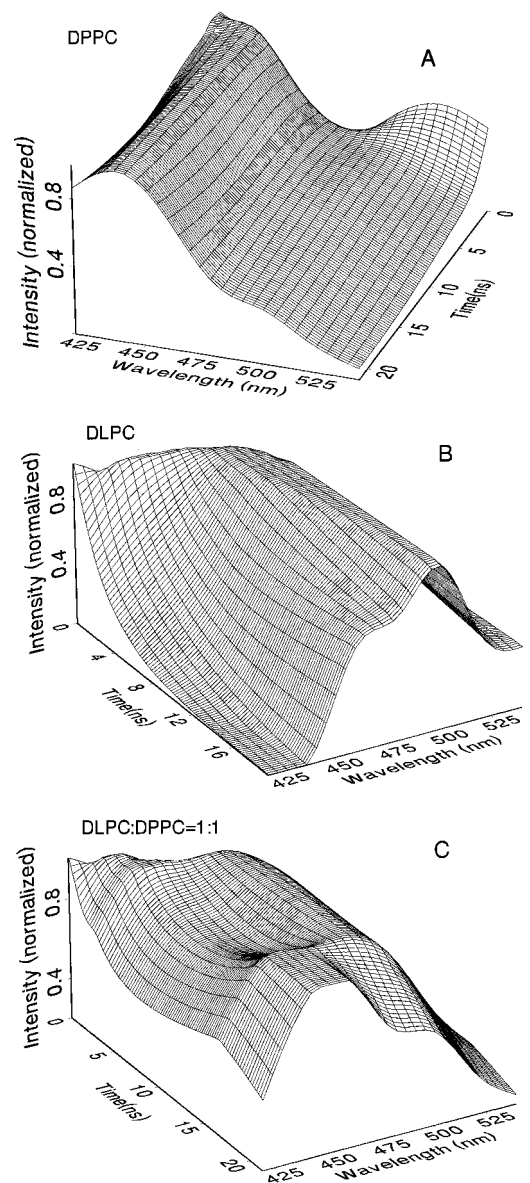 DPPC
A
Intensity (normalized)
0.8
0.4
425 450 475 500 525
Wavelength (nm)
0
5
10
15
20
Time(ns)
DLPC
B
Intensity (normalized)
0.8
0.4
0
4
8
12
16
Time(ns)
425 450 475 500 525
Wavelength (nm)
DLPC:DPPC=1:1
C
Intensity (normalized)
0.8
0.4
0
5
10
15
20
Time(ns)
425 450 475 500 525
Wavelength (nm)